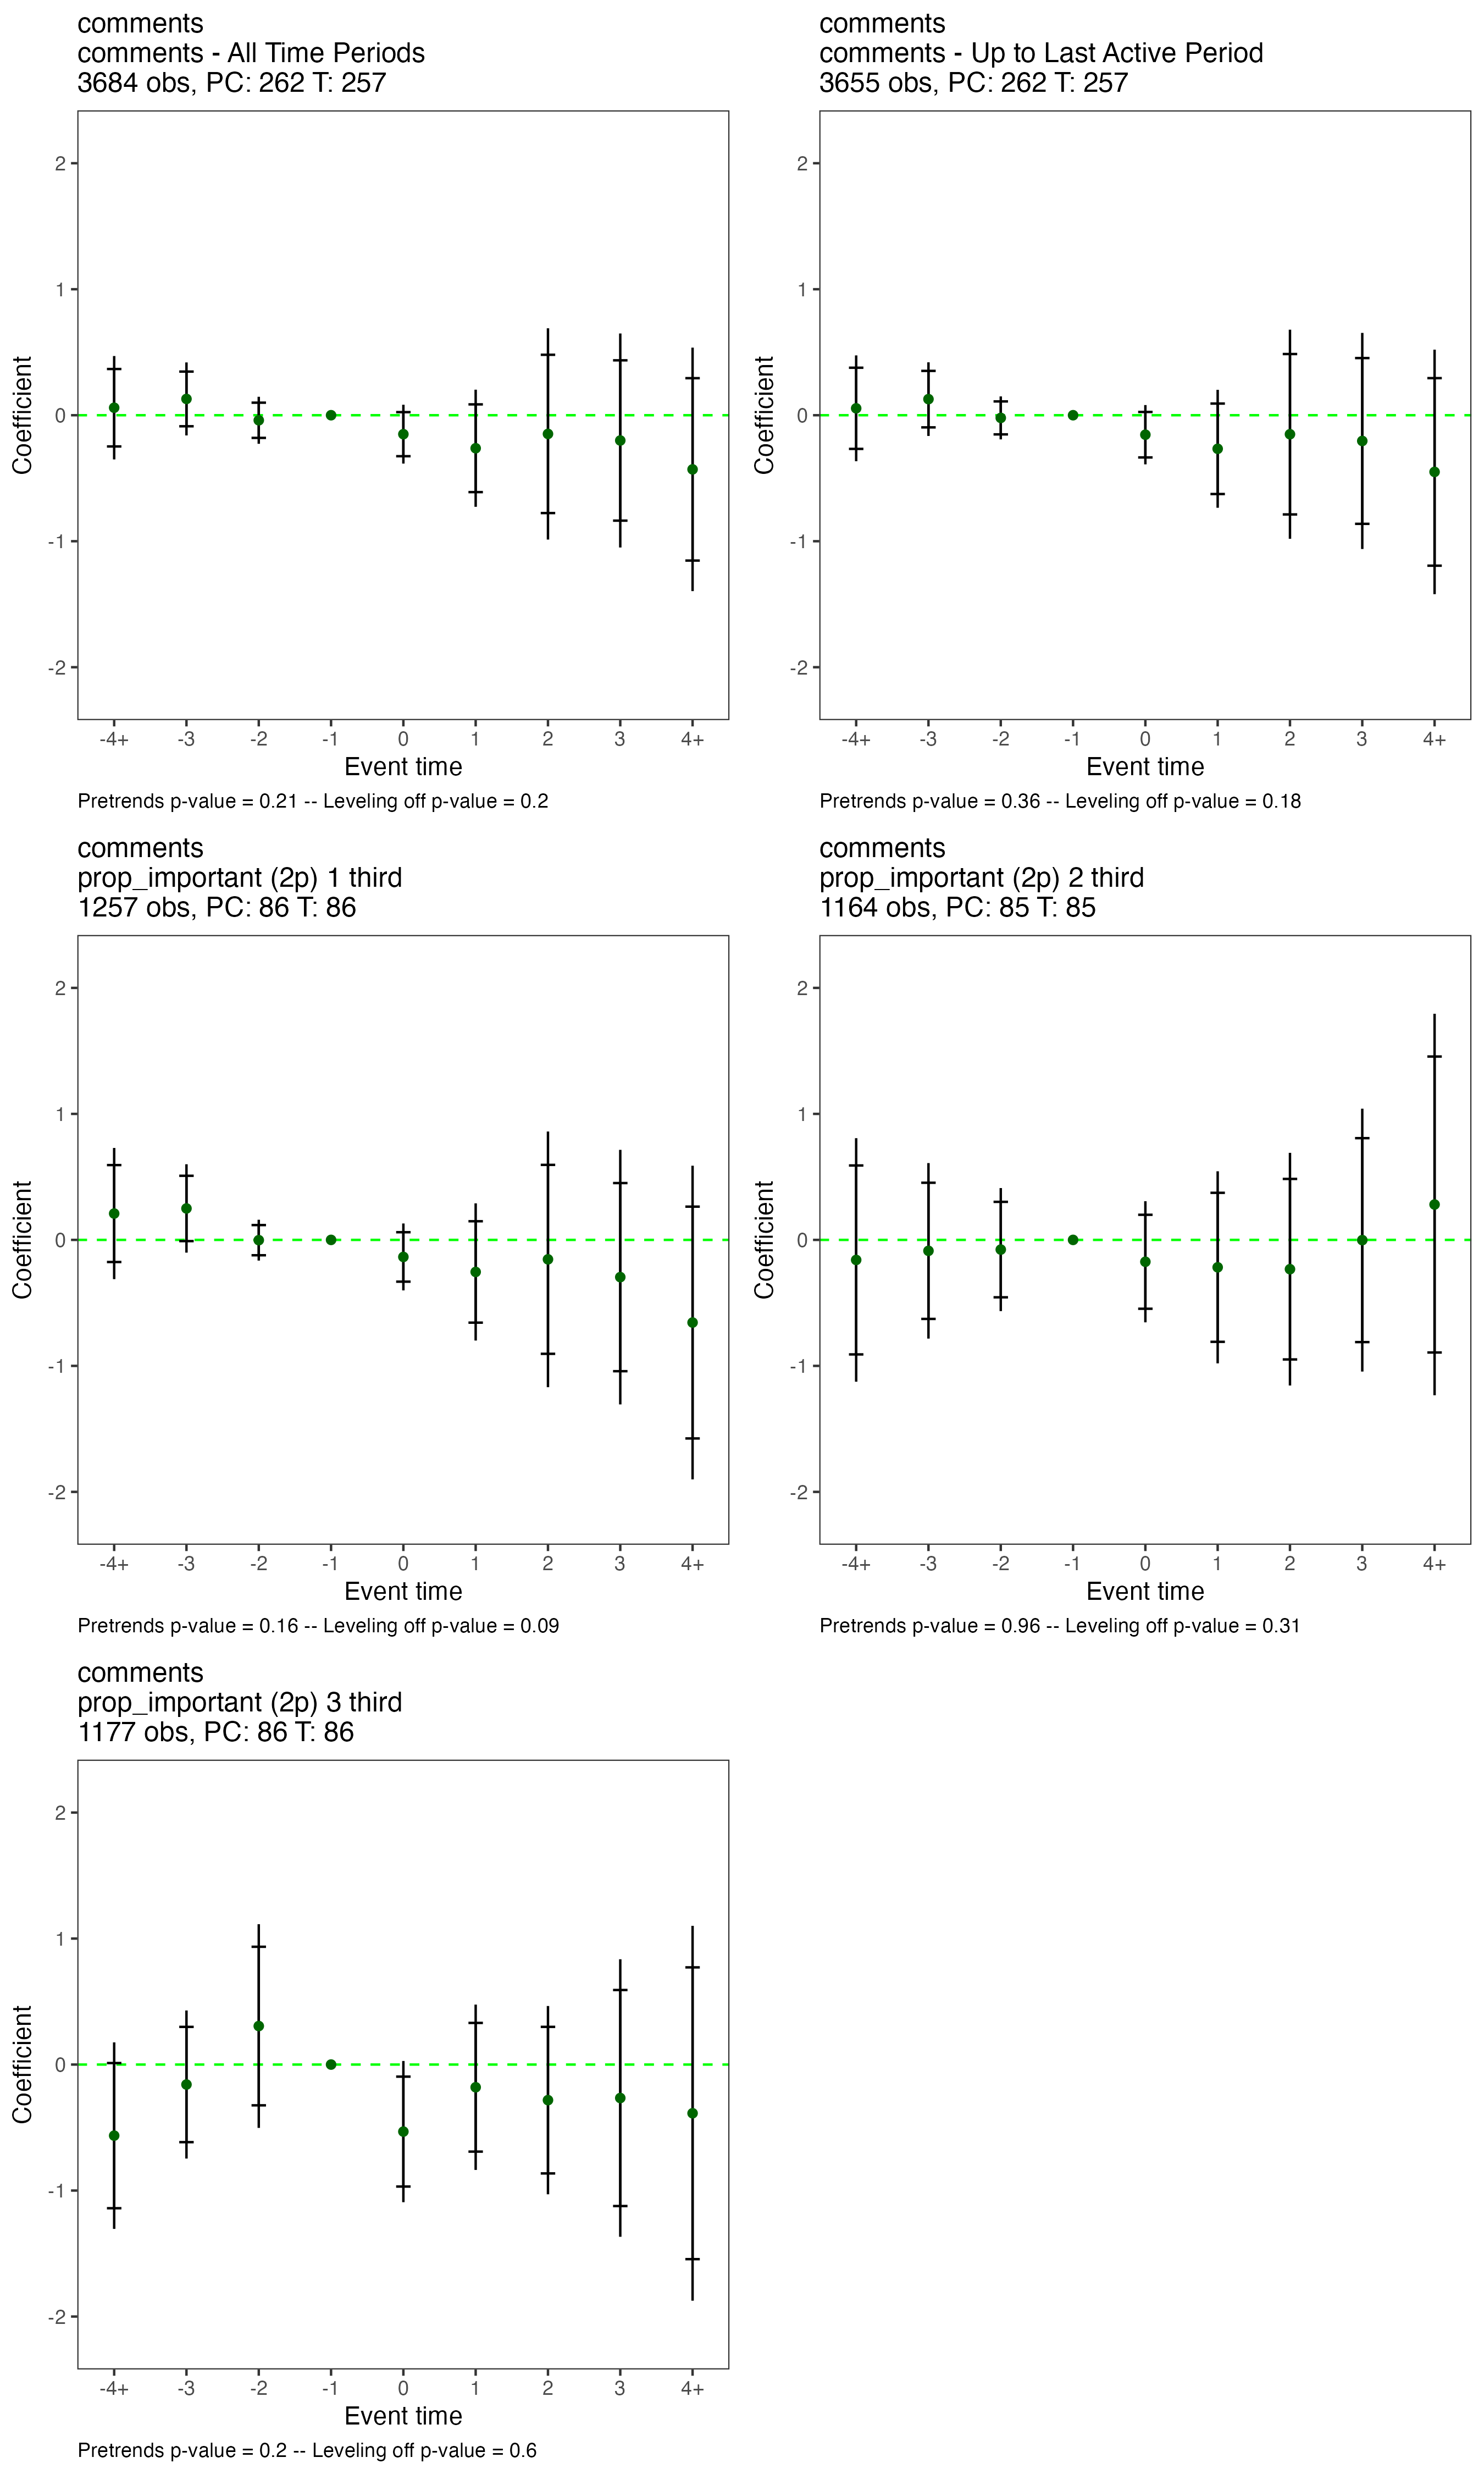 comments
comments - All Time Periods
3684 obs, PC: 262 T: 257
Coefficient
2
1
0
-1
-2
-4+ -3 -2 -1 0 1 2 3 4+
Event time
Pretrends p-value = 0.21 -- Leveling off p-value = 0.2
comments
comments - Up to Last Active Period
3655 obs, PC: 262 T: 257
Coefficient
2
1
0
-1
-2
-4+ -3 -2 -1 0 1 2 3 4+
Event time
Pretrends p-value = 0.36 -- Leveling off p-value = 0.18
comments
prop_important (2p) 1 third
1257 obs, PC: 86 T: 86
Coefficient
2
1
0
-1
-2
-4+ -3 -2 -1 0 1 2 3 4+
Event time
Pretrends p-value = 0.16 -- Leveling off p-value = 0.09
comments
prop_important (2p) 2 third
1164 obs, PC: 85 T: 85
Coefficient
2
1
0
-1
-2
-4+ -3 -2 -1 0 1 2 3 4+
Event time
Pretrends p-value = 0.96 -- Leveling off p-value = 0.31
comments
prop_important (2p) 3 third
1177 obs, PC: 86 T: 86
Coefficient
2
1
0
-1
-2
-4+ -3 -2 -1 0 1 2 3 4+
Event time
Pretrends p-value = 0.2 -- Leveling off p-value = 0.6